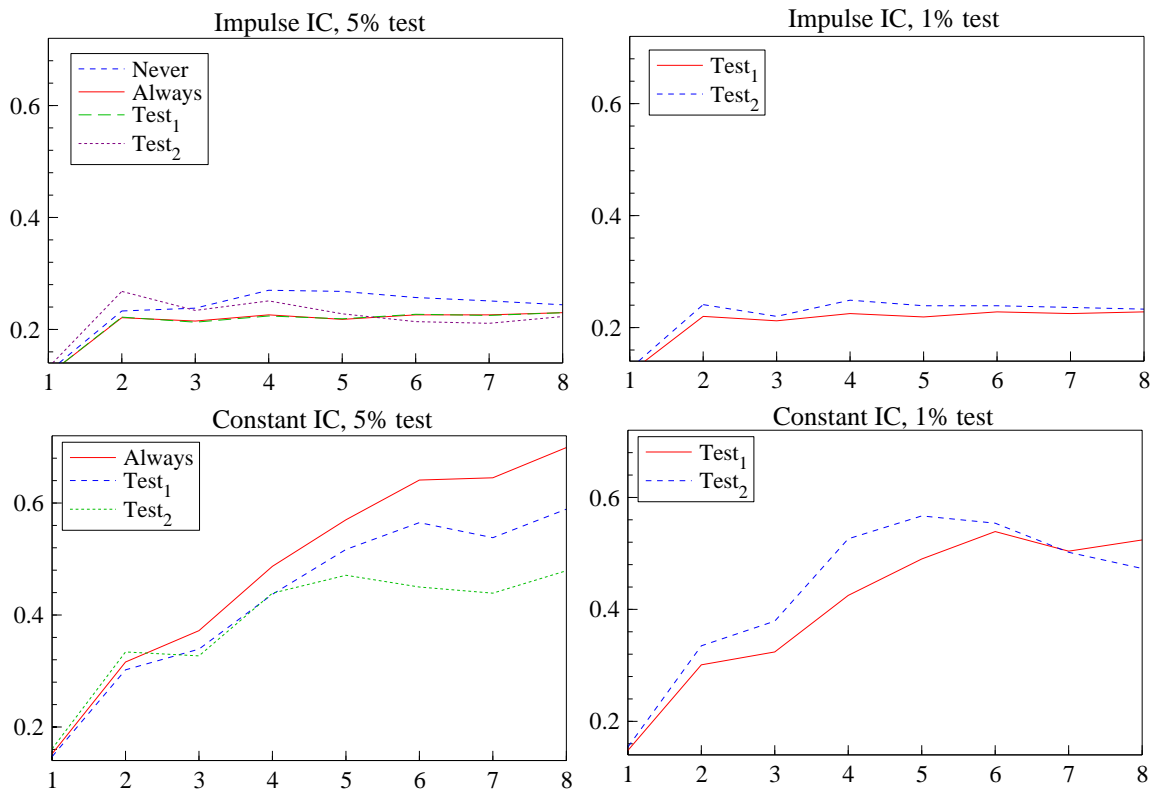 Impulse IC, 5% test
Never
Always
Test1
Test2
0.6
0.4
0.2
1 2 3 4 5 6 7 8
Impulse IC, 1% test
Test1
Test2
0.6
0.4
0.2
1 2 3 4 5 6 7 8
Constant IC, 5% test
Always
Test1
Test2
0.6
0.4
0.2
1 2 3 4 5 6 7 8
Constant IC, 1% test
Test1
Test2
0.6
0.4
0.2
1 2 3 4 5 6 7 8